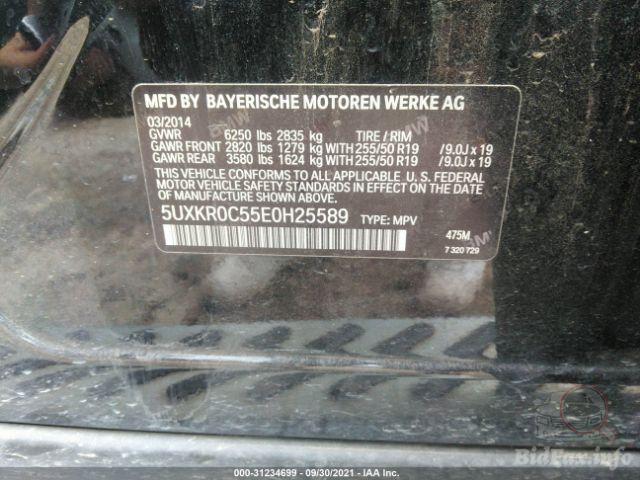 MFD BY BAYERISCHE MOTOREN WERKE AG
03/2014
GVWR 6250 lbs 2835 kg TIRE / RIM
GAWR FRONT 2820 lbs 1279 kg WITH 255/50 R19 /9.0J x 19
GAWR REAR 3580 lbs 1624 kg WITH 255/50 R19 /9.0J x 19
THIS VEHICLE CONFORMS TO ALL APPLICABLE U. S. FEDERAL
MOTOR VEHICLE SAFETY STANDARDS IN EFFECT ON THE
DATE OF MANUFACTURE SHOWN ABOVE.
5UXKR0C55E0H25589 TYPE: MPV
475M
7 320 729
BMW
BMW
BMW
BidFax.info
000-31234699 - 09/30/2021 - IAA Inc.